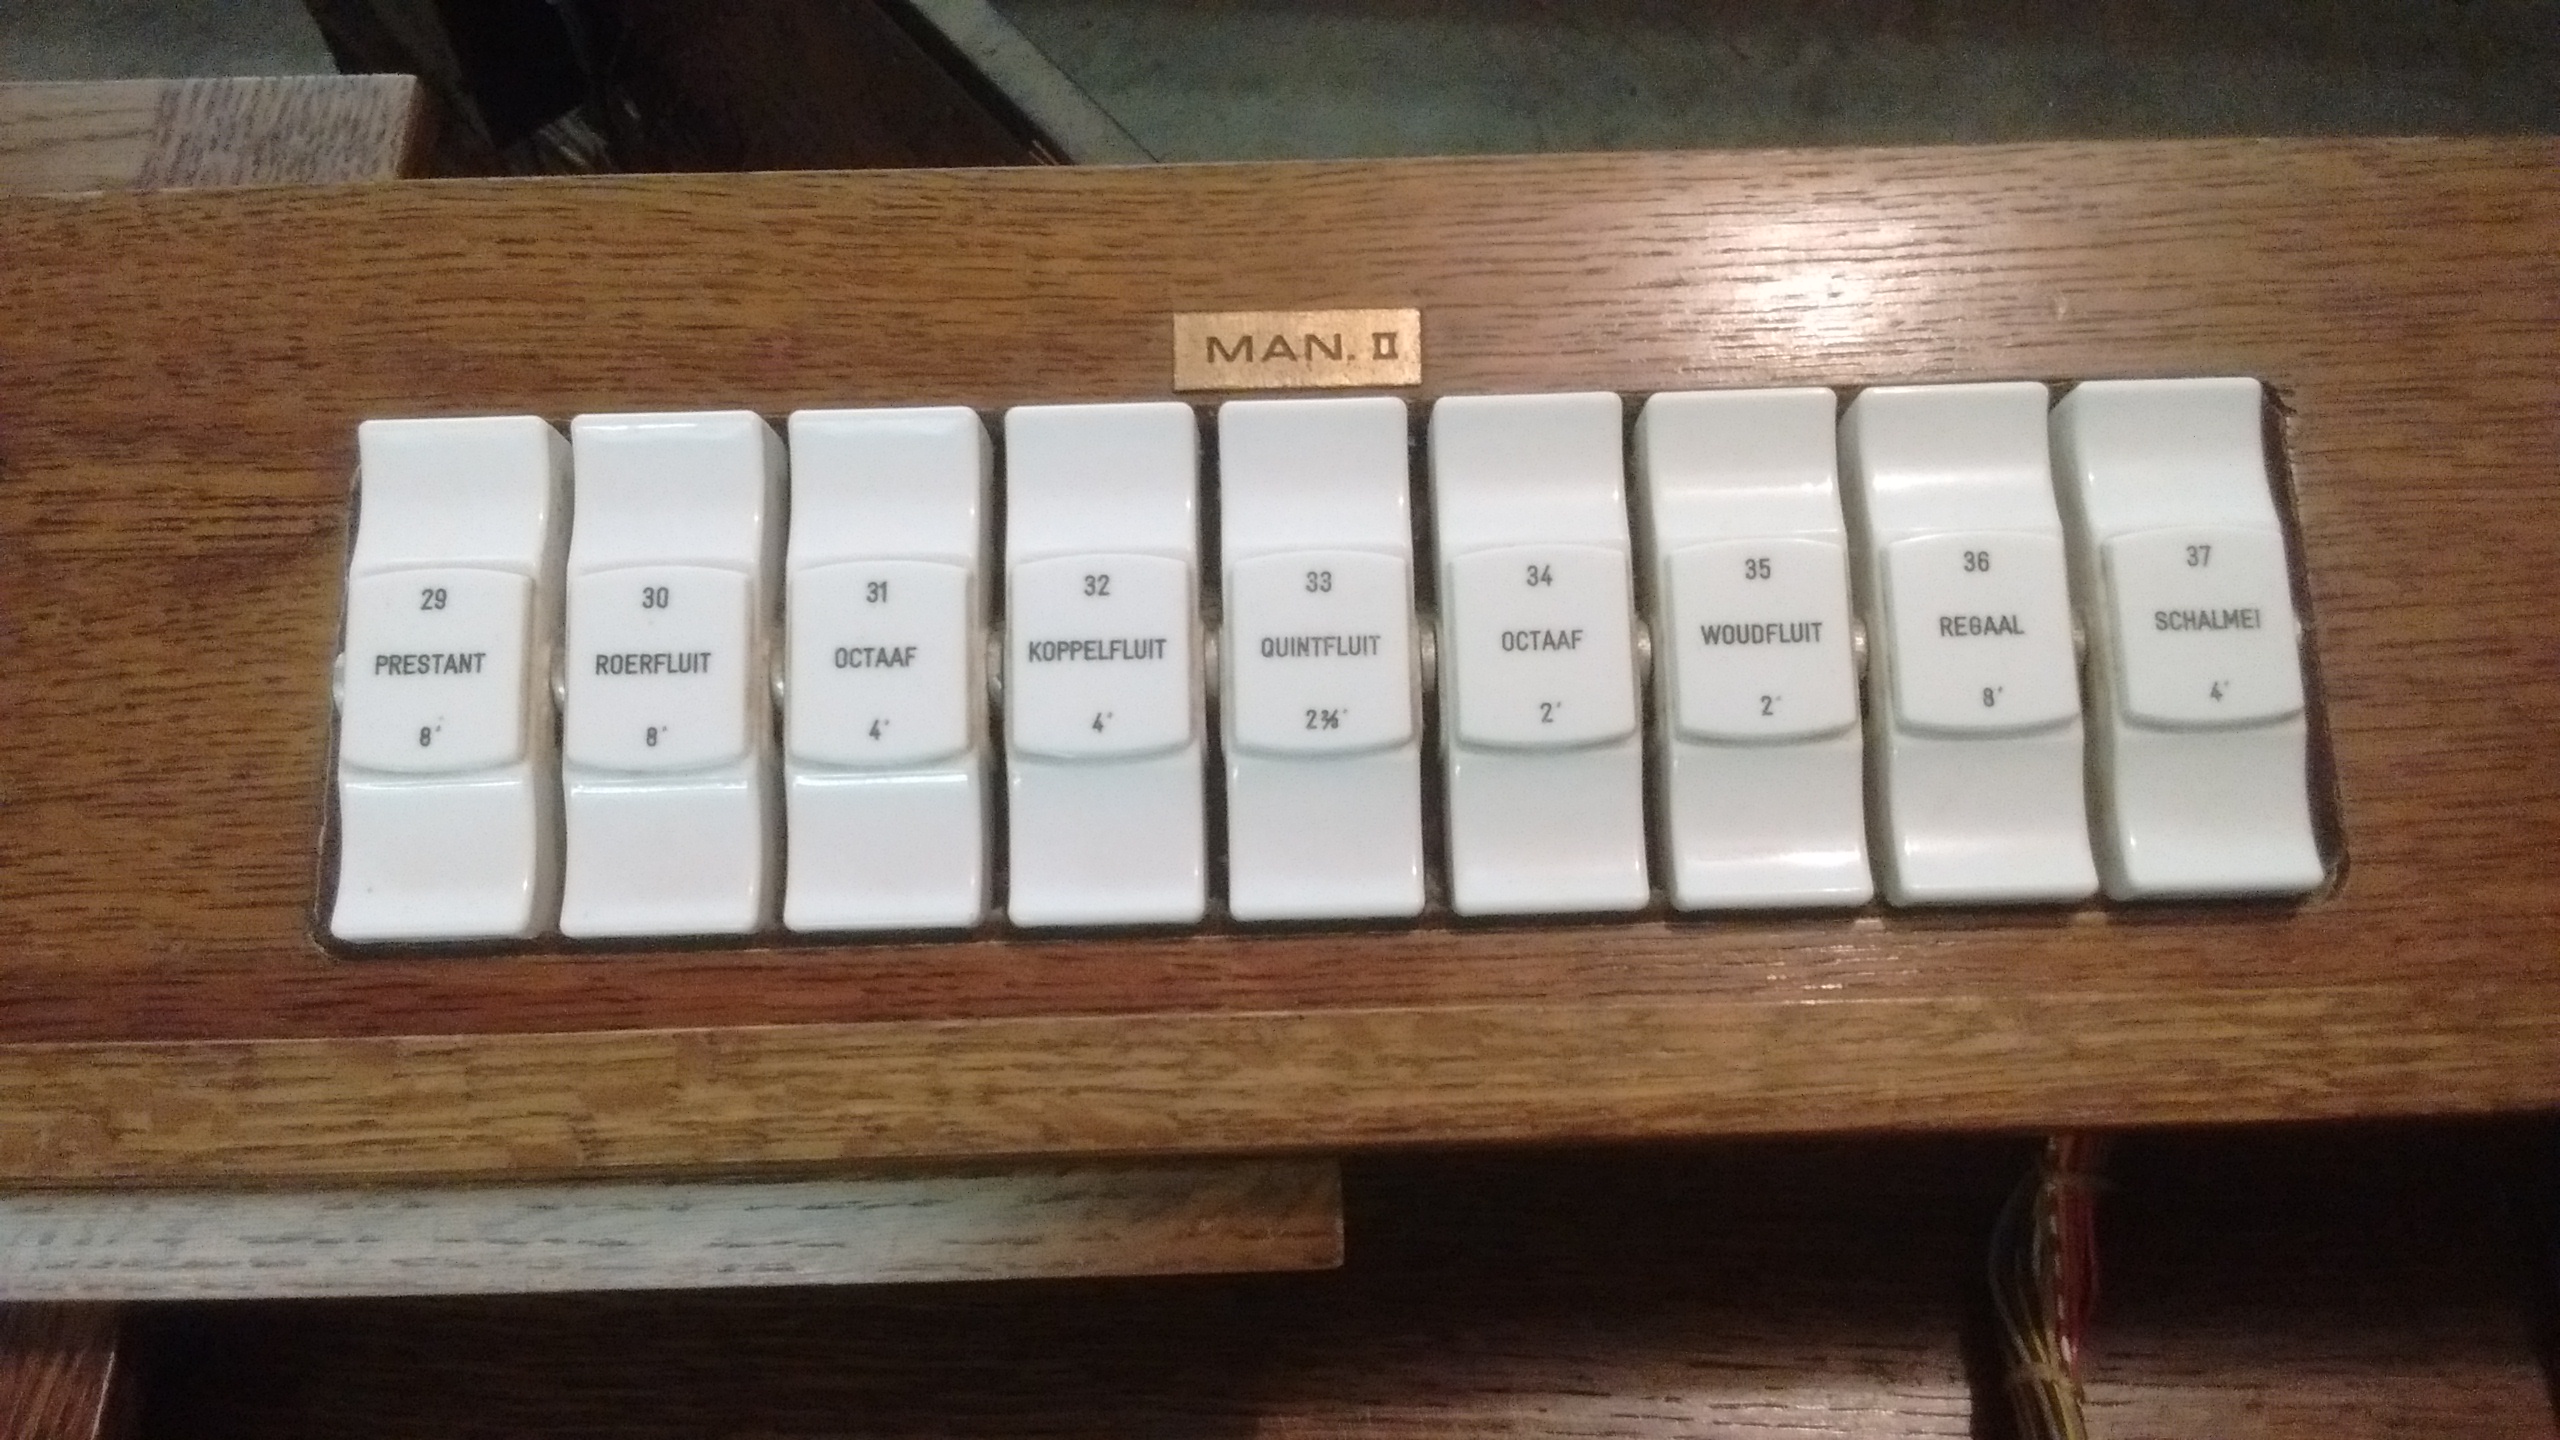 MAN. II
29
PRESTANT
8'
30
ROERFLUIT
8'
31
OCTAAF
4'
32
KOPPELFLUIT
4'
33
QUINTFLUIT
2⅔'
34
OCTAAF
2'
35
WOUDFLUIT
2'
36
REGAAL
8'
37
SCHALMEI
4'